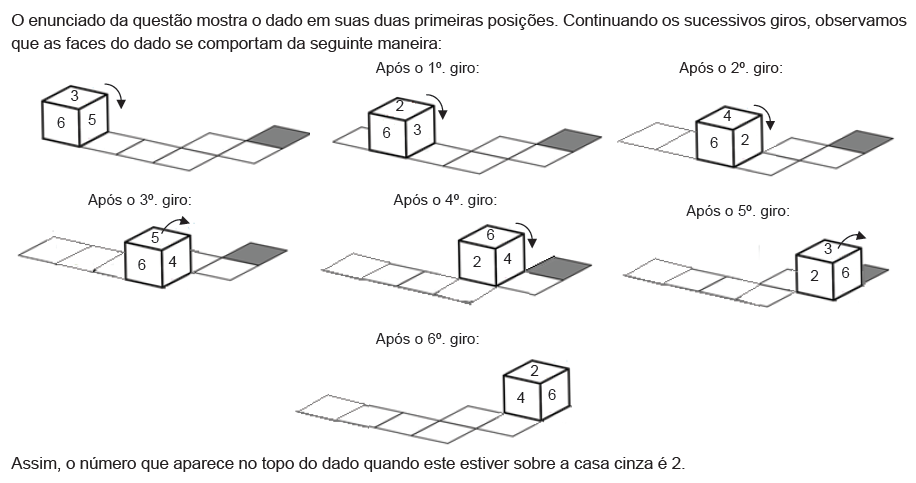 O enunciado da questão mostra o dado em suas duas primeiras posições. Continuando os sucessivos giros, observamos
que as faces do dado se comportam da seguinte maneira:
Após o 1º. giro:
Após o 2º. giro:
3
6 5
2
6 3
4
6 2
Após o 3º. giro:
Após o 4º. giro:
Após o 5º. giro:
5
6 4
6
2 4
3
2 6
Após o 6º. giro:
2
4 6
Assim, o número que aparece no topo do dado quando este estiver sobre a casa cinza é 2.